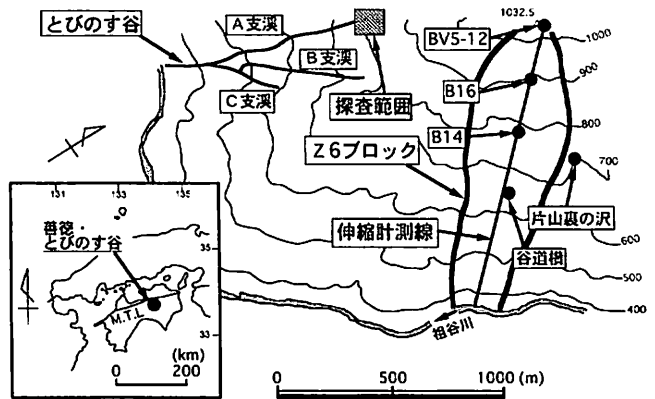 とびのす谷
A支渓
B支渓
C支渓
探査範囲
Z6ブロック
伸縮計測線
1032.5
BV5-12
B16
B14
片山裏の沢
谷道橋
1000
900
800
700
600
500
400
祖谷川
131
133
135
35
33
善徳・
とびのす谷
M.T.L
(km)
0
200
0
500
1000 (m)